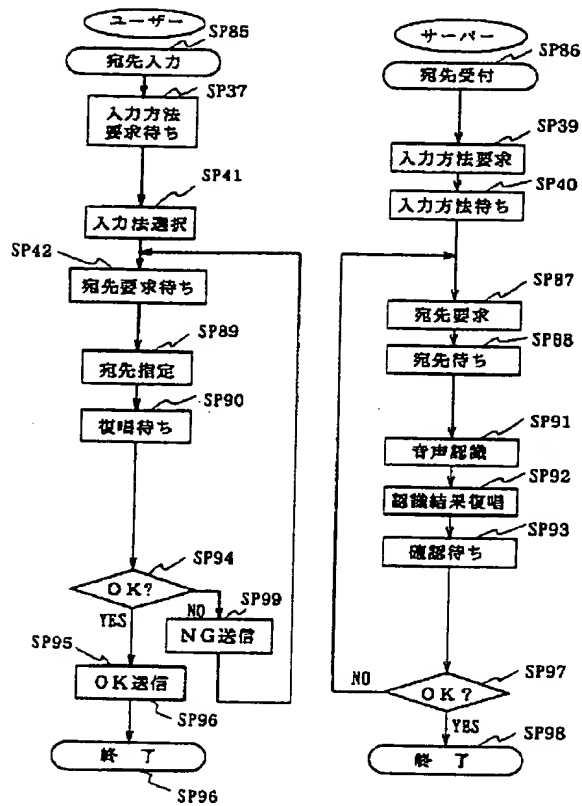 ユーザー
SP85
宛先入力
SP37
入力方法
要求待ち
SP41
入力法選択
SP42
宛先要求待ち
SP89
宛先指定
SP90
復唱待ち
SP94
OK?
NO
SP99
YES
NG送信
SP95
OK送信
SP96
終了
SP96
サーバー
SP86
宛先受付
SP39
入力方法要求
SP40
入力方法待ち
SP87
宛先要求
SP88
宛先待ち
SP91
音声認識
SP92
認識結果復唱
SP93
確認待ち
SP97
NO
OK?
YES
SP98
終了